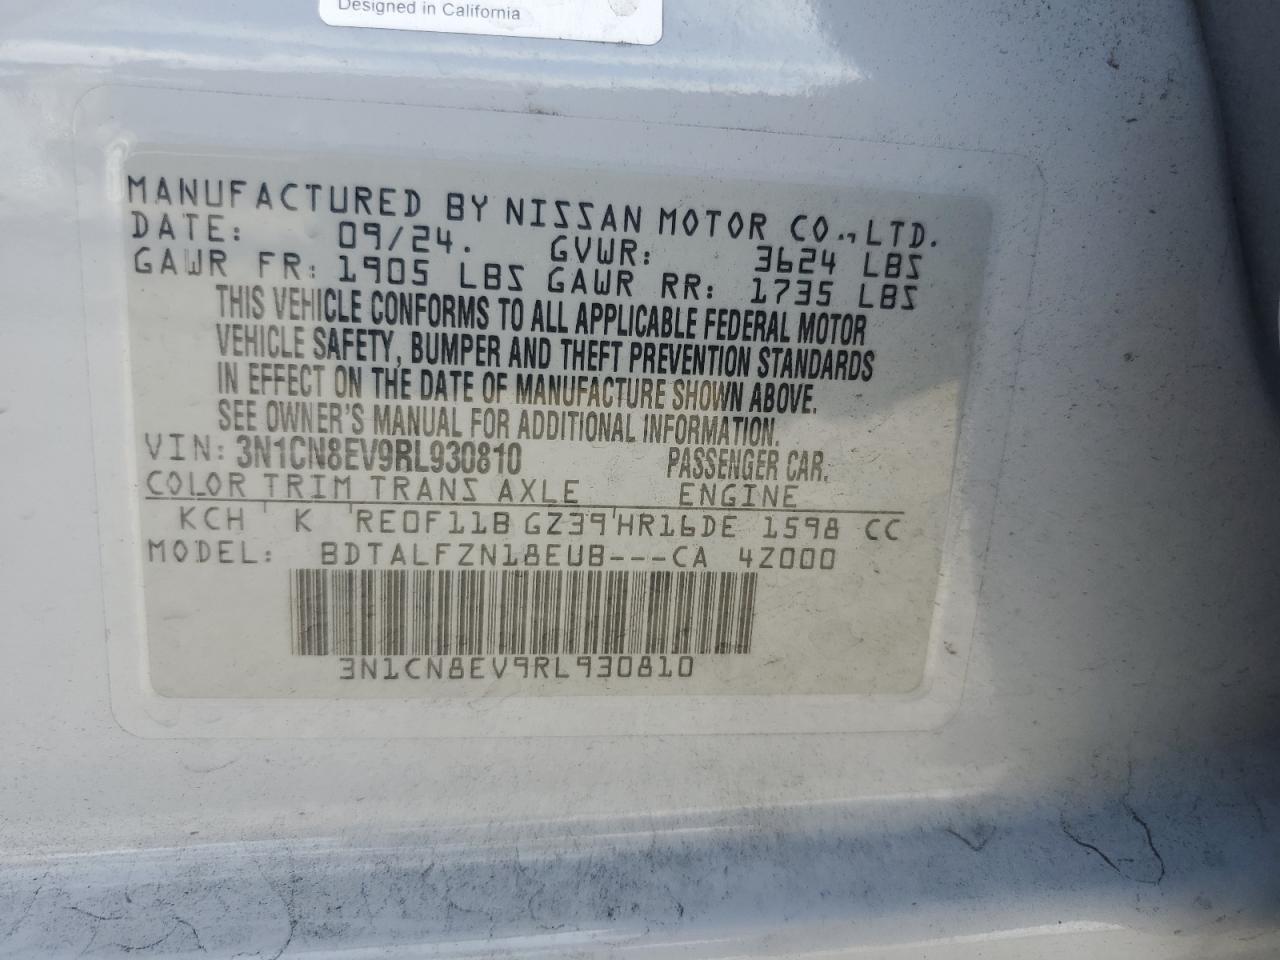 Designed in California
MANUFACTURED BY NISSAN MOTOR CO., LTD.
DATE: 09/24. GVWR: 3624 LBS
GAWR FR: 1905 LBS GAWR RR: 1735 LBS
THIS VEHICLE CONFORMS TO ALL APPLICABLE FEDERAL MOTOR
VEHICLE SAFETY, BUMPER AND THEFT PREVENTION STANDARDS
IN EFFECT ON THE DATE OF MANUFACTURE SHOWN ABOVE.
SEE OWNER'S MANUAL FOR ADDITIONAL INFORMATION.
VIN: 3N1CN8EV9RL930810 PASSENGER CAR.
COLOR TRIM TRANS AXLE ENGINE
KCH K RE0F11B GZ39 HR16DE 1598 CC
MODEL: BDTALFZN18EUB---CA 4Z000
3N1CN8EV9RL930810